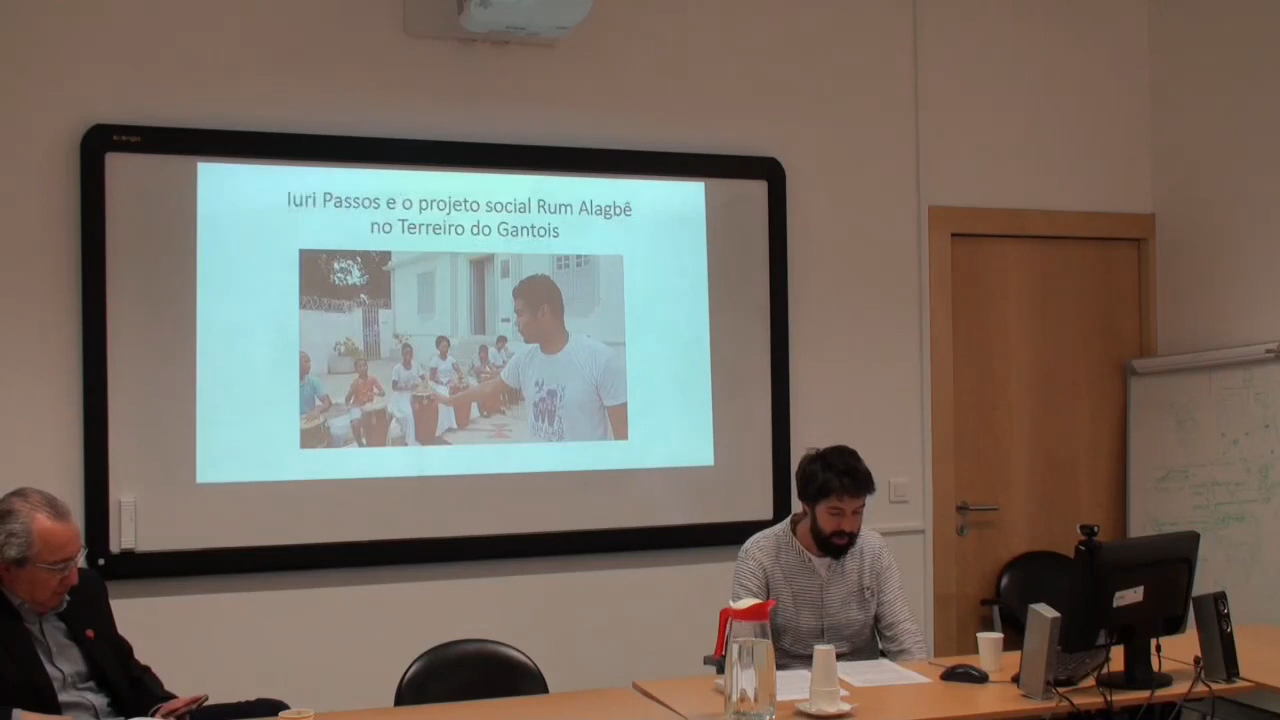 Iuri Passos e o projeto social Rum Alagbê
no Terreiro do Gantois